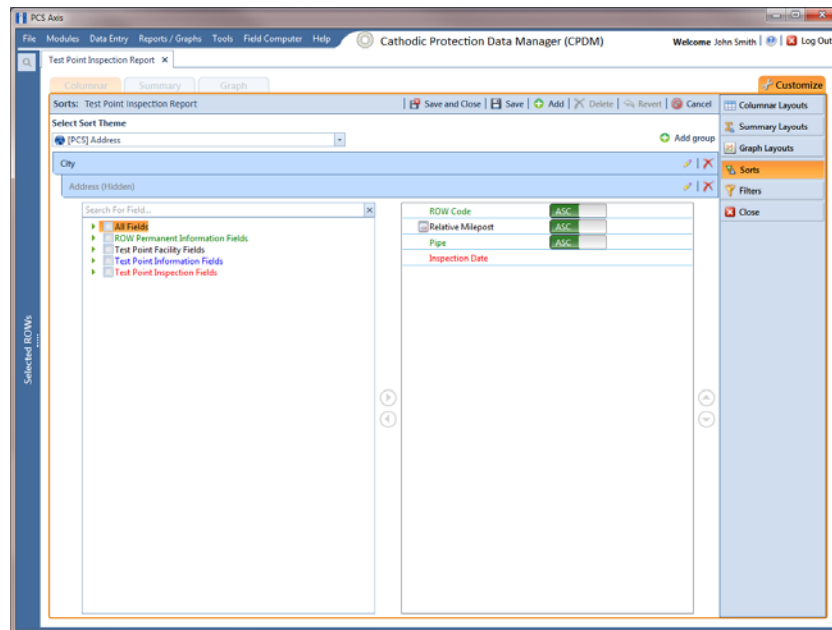 PCS Axis
File Modules Data Entry Reports / Graphs Tools Field Computer Help Cathodic Protection Data Manager (CPDM) Welcome John Smith Log Out
Test Point Inspection Report
Columnar Summary Graph Customize
Sorts: Test Point Inspection Report Save and Close Save Add Delete Revert Cancel
Select Sort Theme
[PCS] Address
Add group
City
Address (Hidden)
Search For Field...
All Fields
ROW Permanent Information Fields
Test Point Facility Fields
Test Point Information Fields
Test Point Inspection Fields
ROW Code ASC
Relative Milepost ASC
Pipe ASC
Inspection Date
Columnar Layouts
Summary Layouts
Graph Layouts
Sorts
Filters
Close
Selected ROWs